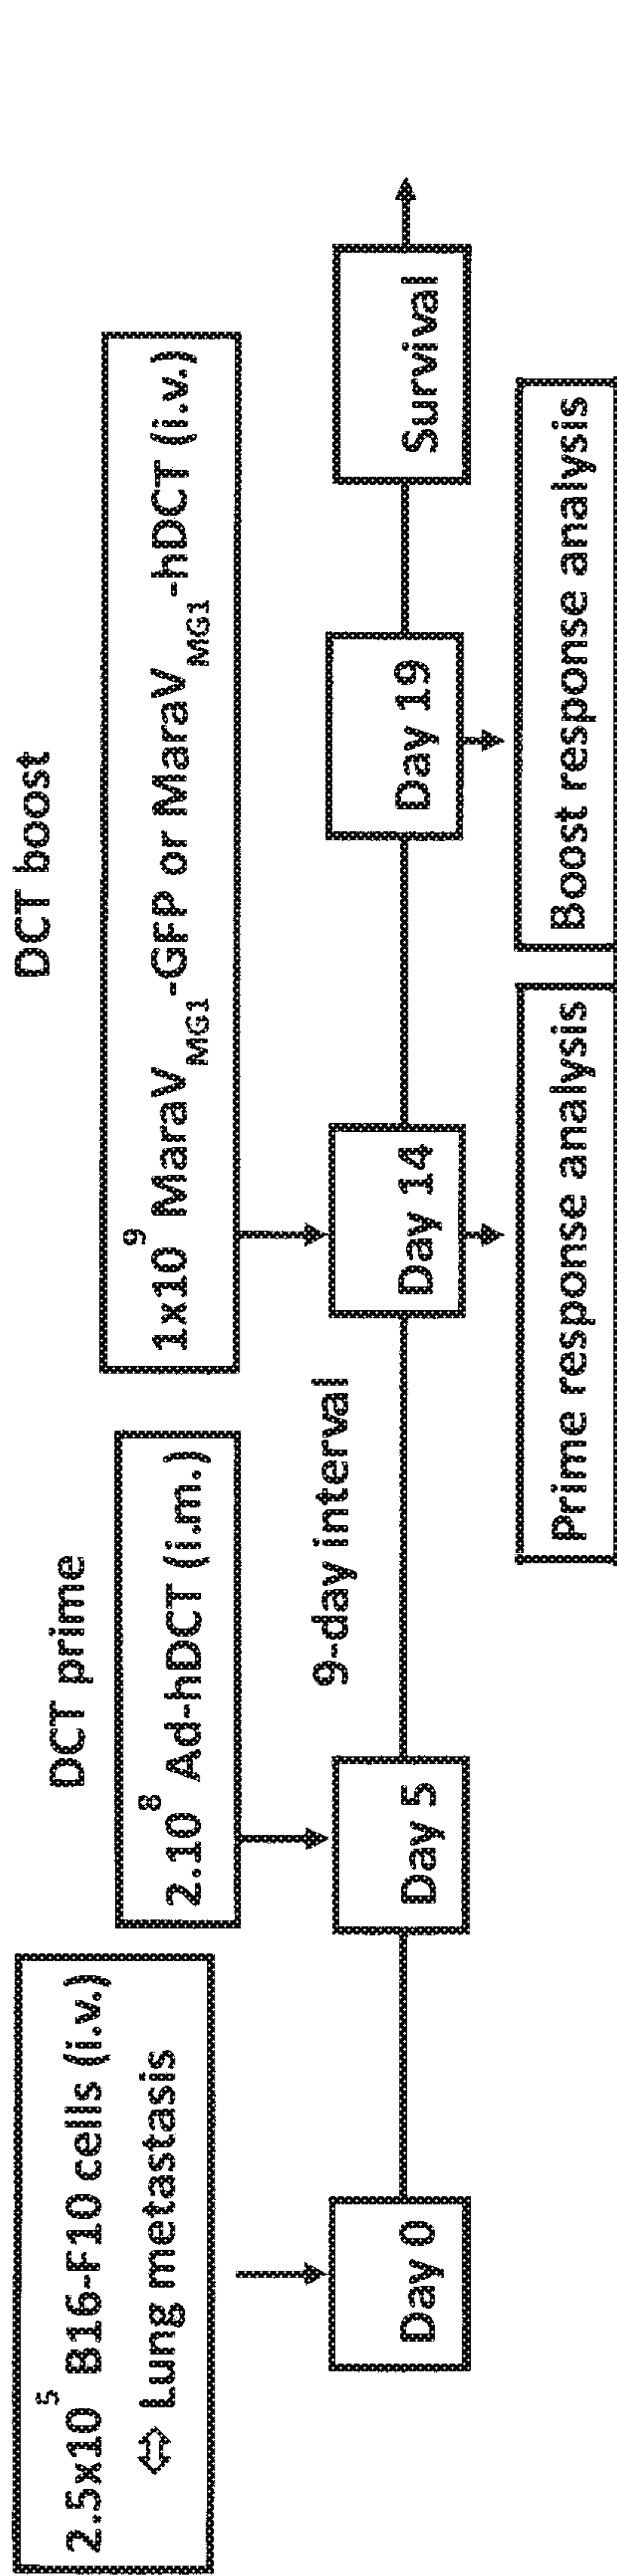 2.5x10⁵ B16-F10 cells (i.v.)
⇔ Lung metastasis
DCT prime
2.10⁸ Ad-hDCT (i.m.)
DCT boost
1x10⁹ MaraV_MG1-GFP or MaraV_MG1-hDCT (i.v.)
9-day interval
Day 0
Day 5
Day 14
Day 19
Survival
Prime response analysis
Boost response analysis